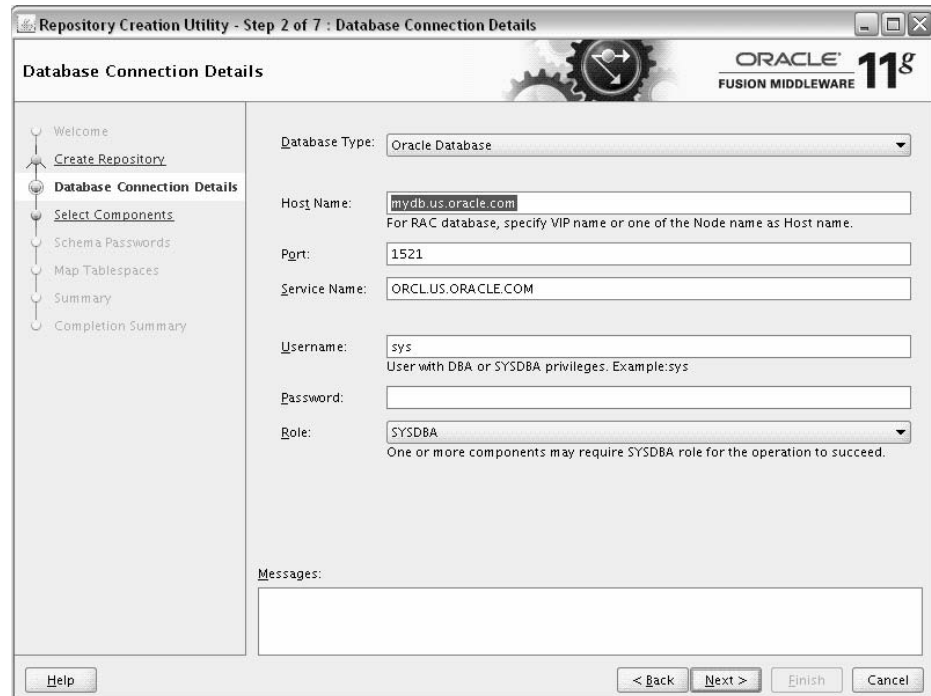 Repository Creation Utility - Step 2 of 7 : Database Connection Details
Database Connection Details
ORACLE
FUSION MIDDLEWARE
11g
Welcome
Create Repository
Database Connection Details
Select Components
Schema Passwords
Map Tablespaces
Summary
Completion Summary
Database Type: Oracle Database
Host Name: mydb.us.oracle.com
For RAC database, specify VIP name or one of the Node name as Host name.
Port: 1521
Service Name: ORCL.US.ORACLE.COM
Username: sys
User with DBA or SYSDBA privileges. Example:sys
Password:
Role: SYSDBA
One or more components may require SYSDBA role for the operation to succeed.
Messages:
Help
< Back
Next >
Finish
Cancel